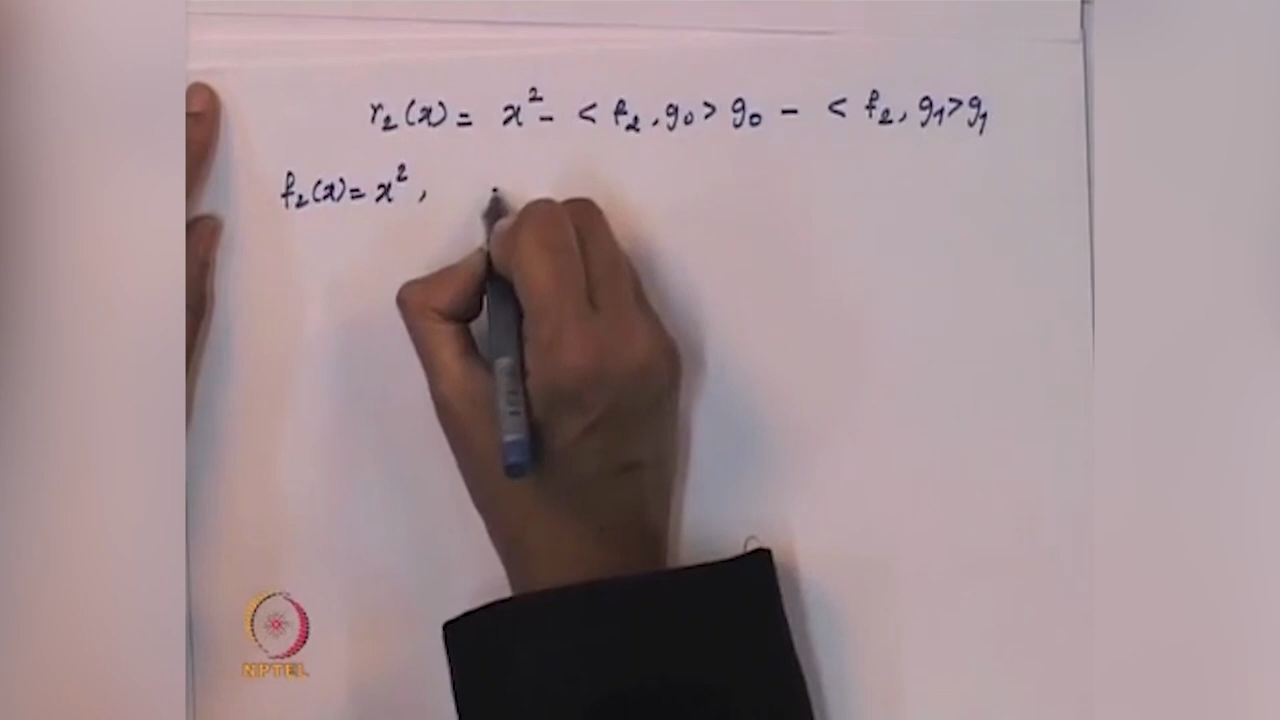 r₂(x) = x² - < f₂, g₀ > g₀ - < f₂, g₁ > g₁
f₂(x) = x² ,
NPTEL